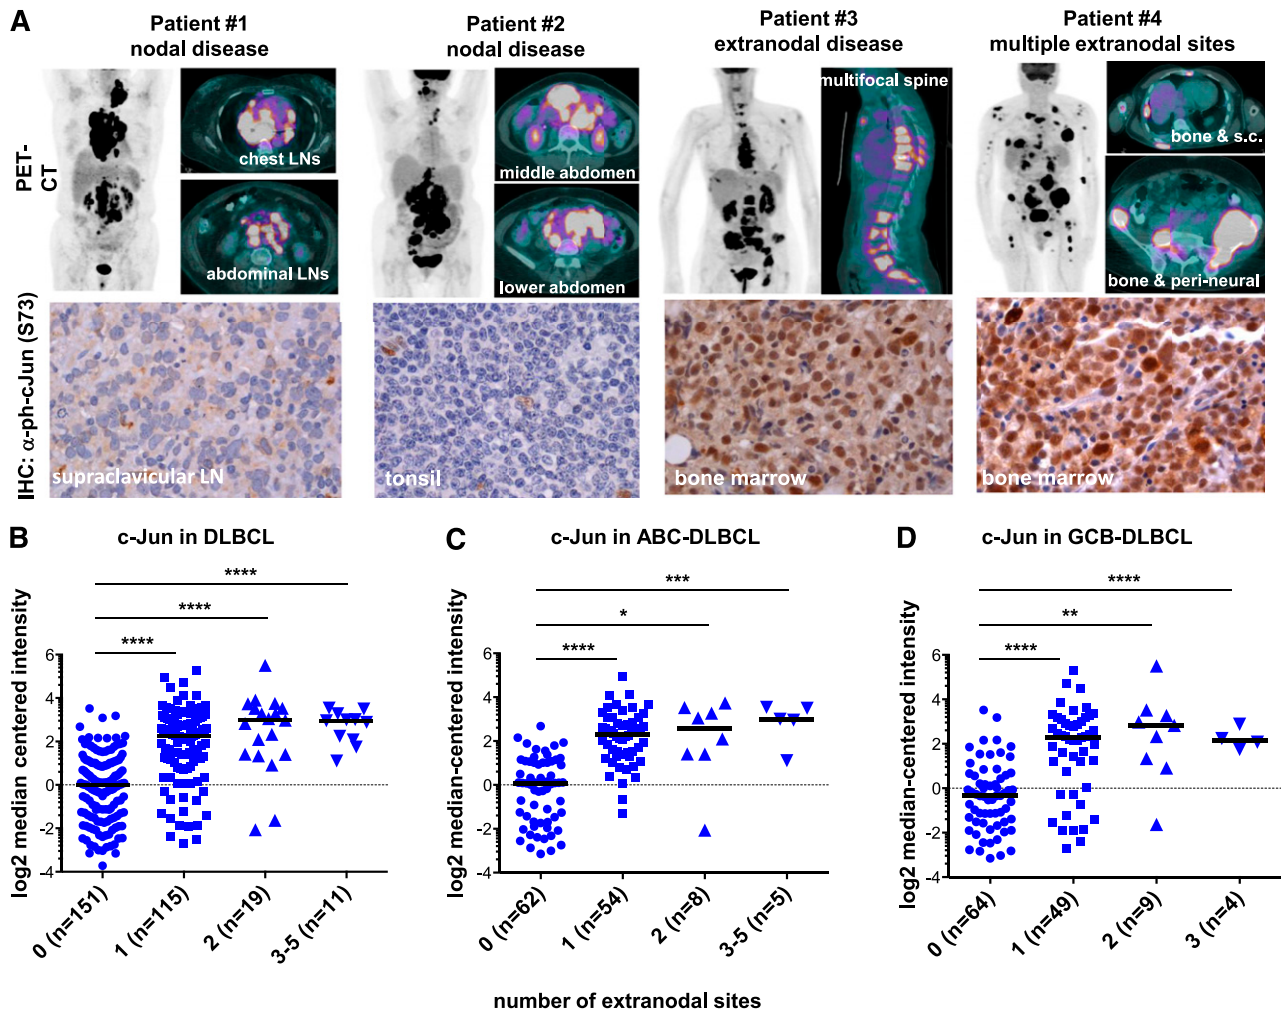 A
Patient #1
nodal disease
Patient #2
nodal disease
Patient #3
extranodal disease
Patient #4
multiple extranodal sites
PET-
CT
chest LNs
abdominal LNs
middle abdomen
lower abdomen
multifocal spine
bone & s.c.
bone & peri-neural
IHC: α-ph-cJun (S73)
supraclavicular LN
tonsil
bone marrow
bone marrow
B
c-Jun in DLBCL
****
****
****
log2 median centered intensity
6
4
2
0
-2
-4
0 (n=151)
1 (n=115)
2 (n=19)
3-5 (n=11)
C
c-Jun in ABC-DLBCL
***
*
****
log2 median-centered intensity
6
4
2
0
-2
-4
0 (n=62)
1 (n=54)
2 (n=8)
3-5 (n=5)
D
c-Jun in GCB-DLBCL
****
**
****
log2 median-centered intensity
6
4
2
0
-2
-4
0 (n=64)
1 (n=49)
2 (n=9)
3 (n=4)
number of extranodal sites